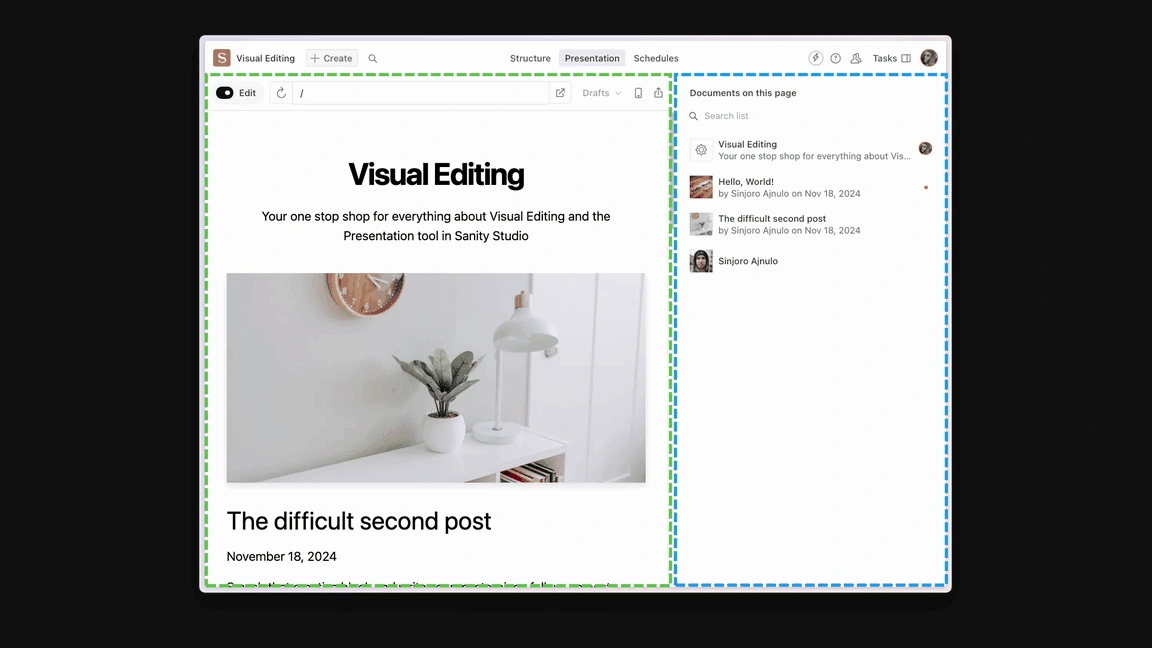 S Visual Editing + Create Structure Presentation Schedules Tasks
Edit / Drafts
Visual Editing
Your one stop shop for everything about Visual Editing and the
Presentation tool in Sanity Studio
The difficult second post
November 18, 2024
Documents on this page
Search list
Visual Editing
Your one stop shop for everything about Vis...
Hello, World!
by Sinjoro Ajnulo on Nov 18, 2024
The difficult second post
by Sinjoro Ajnulo on Nov 18, 2024
Sinjoro Ajnulo